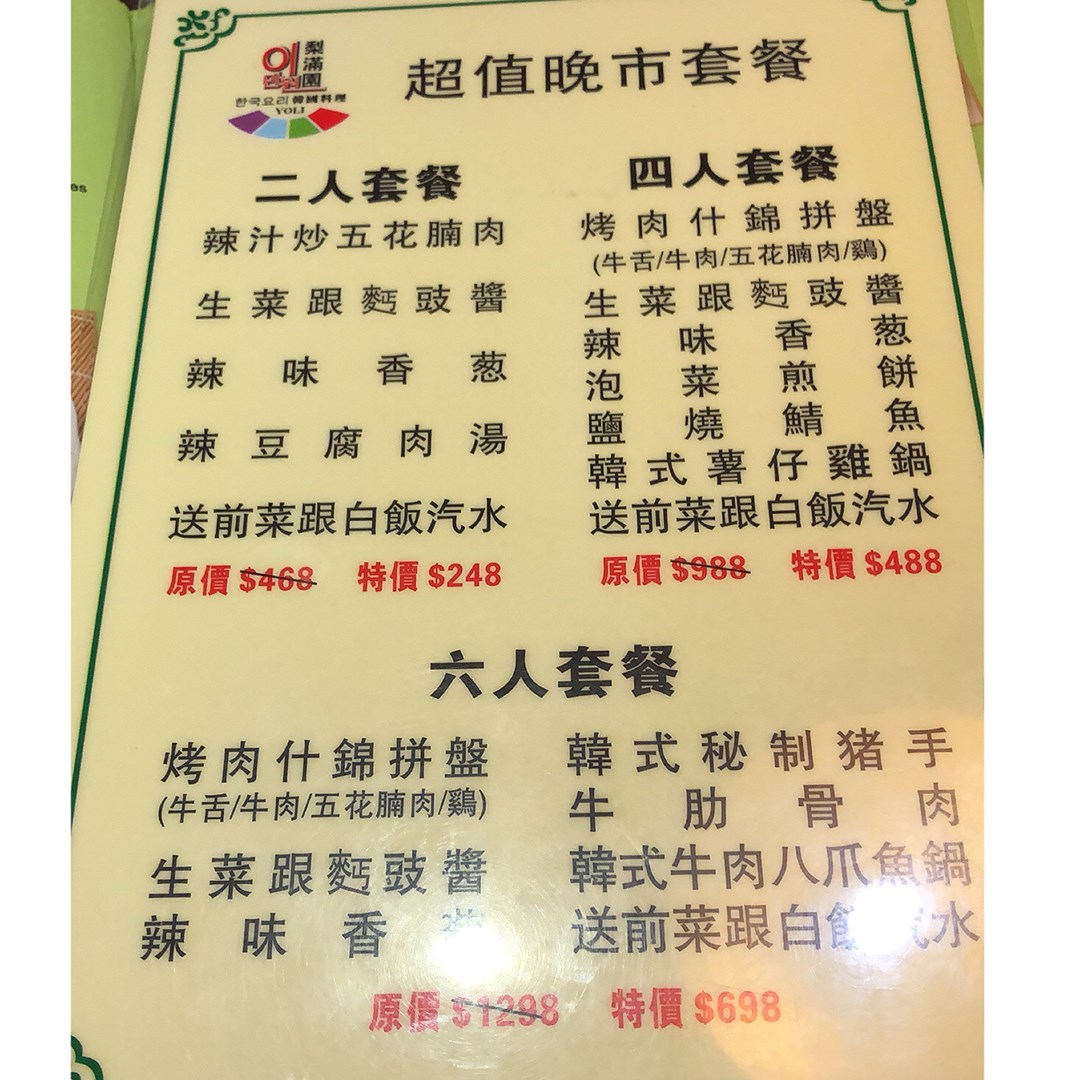 梨滿園
한국요리 韓國料理
YOLI
超值晚市套餐
二人套餐
辣汁炒五花腩肉
生菜跟麫豉醬
辣味香葱
辣豆腐肉湯
送前菜跟白飯汽水
原價 $468 特價 $248
四人套餐
烤肉什錦拼盤
(牛舌/牛肉/五花腩肉/鷄)
生菜跟麫豉醬
辣味香葱
泡菜煎餅
鹽燒鯖魚
韓式薯仔雞鍋
送前菜跟白飯汽水
原價 $988 特價 $488
六人套餐
烤肉什錦拼盤
(牛舌/牛肉/五花腩肉/鷄)
生菜跟麫豉醬
辣味香
韓式秘制猪手
牛肋骨肉
韓式牛肉八爪魚鍋
送前菜跟白飯汽水
原價 $1298 特價 $698